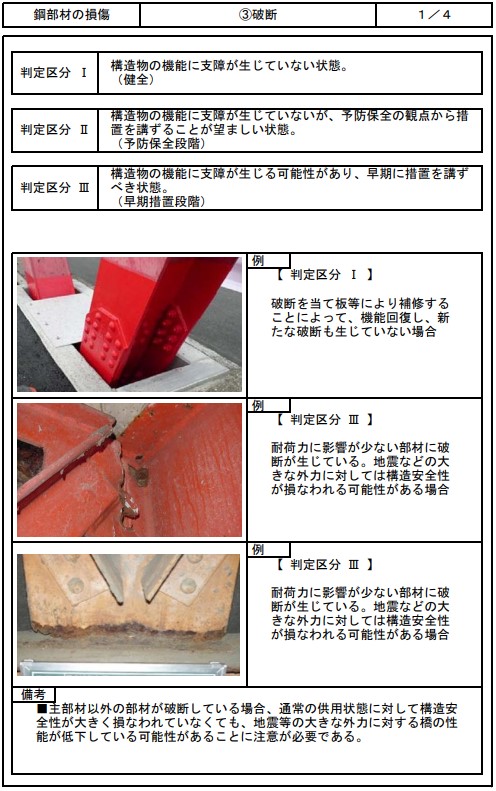 鋼部材の損傷
③破断
１／４
判定区分 Ⅰ
構造物の機能に支障が生じていない状態。
（健全）
判定区分 Ⅱ
構造物の機能に支障が生じていないが、予防保全の観点から措
置を講ずることが望ましい状態。
（予防保全段階）
判定区分 Ⅲ
構造物の機能に支障が生じる可能性があり、早期に措置を講ず
べき状態。
（早期措置段階）
例
【 判定区分 Ⅰ 】
破断を当て板等により補修する
ことによって、機能回復し、新
たな破断も生じていない場合
例
【 判定区分 Ⅲ 】
耐荷力に影響が少ない部材に破
断が生じている。地震などの大
きな外力に対しては構造安全性
が損なわれる可能性がある場合
例
【 判定区分 Ⅲ 】
耐荷力に影響が少ない部材に破
断が生じている。地震などの大
きな外力に対しては構造安全性
が損なわれる可能性がある場合
備考
■主部材以外の部材が破断している場合、通常の供用状態に対して構造安
全性が大きく損なわれていなくても、地震等の大きな外力に対する橋の性
能が低下している可能性があることに注意が必要である。